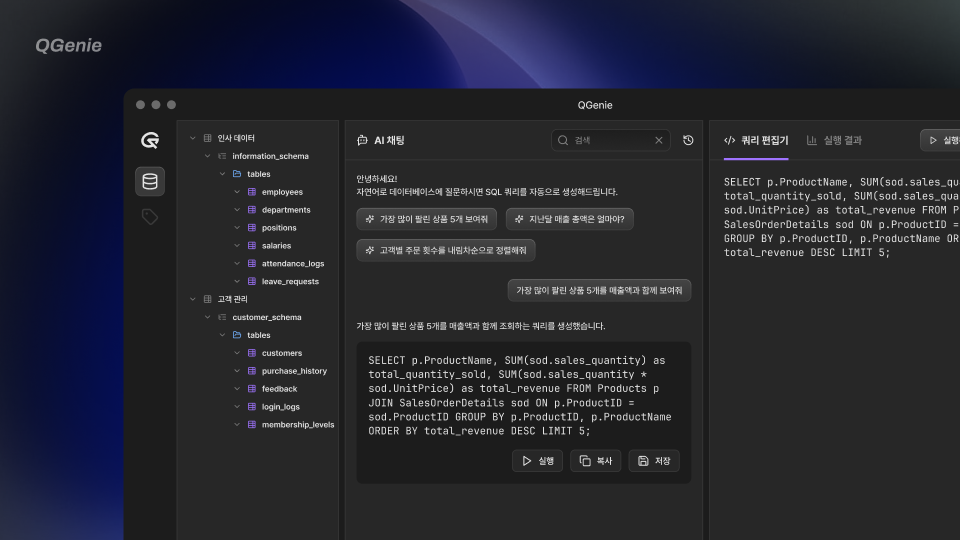 QGenie
QGenie
인사 데이터
information_schema
tables
employees
departments
positions
salaries
attendance_logs
leave_requests
고객 관리
customer_schema
tables
customers
purchase_history
feedback
login_logs
membership_levels
AI 채팅
검색
안녕하세요!
자연어로 데이터베이스에 질문하시면 SQL 쿼리를 자동으로 생성해드립니다.
가장 많이 팔린 상품 5개 보여줘
지난달 매출 총액은 얼마야?
고객별 주문 횟수를 내림차순으로 정렬해줘
가장 많이 팔린 상품 5개를 매출액과 함께 보여줘
가장 많이 팔린 상품 5개를 매출액과 함께 조회하는 쿼리를 생성했습니다.
SELECT p.ProductName, SUM(sod.sales_quantity) as
total_quantity_sold, SUM(sod.sales_quantity *
sod.UnitPrice) as total_revenue FROM Products p
JOIN SalesOrderDetails sod ON p.ProductID =
sod.ProductID GROUP BY p.ProductID, p.ProductName
ORDER BY total_revenue DESC LIMIT 5;
실행
복사
저장
쿼리 편집기
실행 결과
실행
SELECT p.ProductName, SUM(sod.sales_qu
total_quantity_sold, SUM(sod.sales_qua
sod.UnitPrice) as total_revenue FROM P
SalesOrderDetails sod ON p.ProductID =
GROUP BY p.ProductID, p.ProductName OR
total_revenue DESC LIMIT 5;